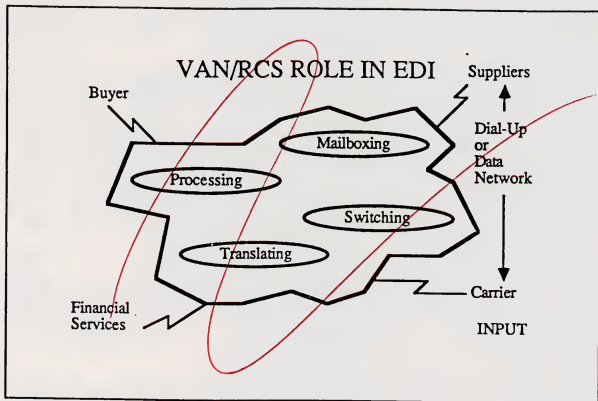 VAN/RCS ROLE IN EDI
Suppliers
Buyer
Dial-Up
or
Data
Network
Mailboxing
Processing
Switching
Translating
Carrier
Financial
Services
INPUT